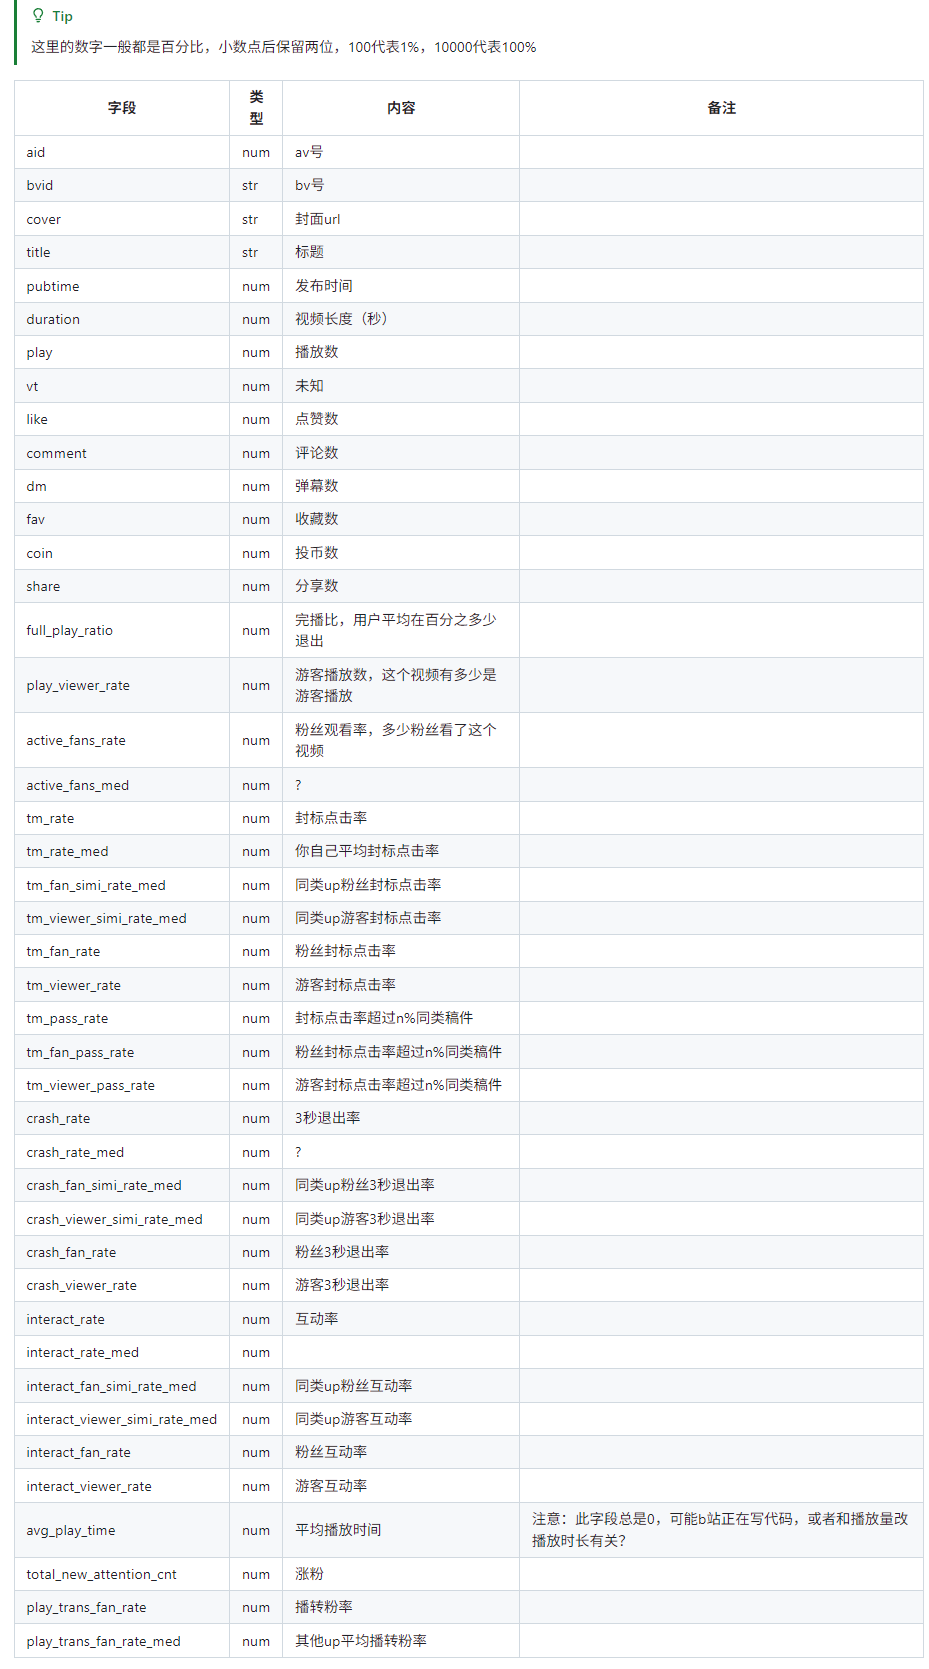 Tip
这里的数字一般都是百分比，小数点后保留两位，100代表1%，10000代表100%
字段 类型 内容 备注
aid num av号
bvid str bv号
cover str 封面url
title str 标题
pubtime num 发布时间
duration num 视频长度（秒）
play num 播放数
vt num 未知
like num 点赞数
comment num 评论数
dm num 弹幕数
fav num 收藏数
coin num 投币数
share num 分享数
full_play_ratio num 完播比，用户平均在百分之多少
退出
play_viewer_rate num 游客播放数，这个视频有多少是
游客播放
active_fans_rate num 粉丝观看率，多少粉丝看了这个
视频
active_fans_med num ?
tm_rate num 封标点击率
tm_rate_med num 你自己平均封标点击率
tm_fan_simi_rate_med num 同类up粉丝封标点击率
tm_viewer_simi_rate_med num 同类up游客封标点击率
tm_fan_rate num 粉丝封标点击率
tm_viewer_rate num 游客封标点击率
tm_pass_rate num 封标点击率超过n%同类稿件
tm_fan_pass_rate num 粉丝封标点击率超过n%同类稿件
tm_viewer_pass_rate num 游客封标点击率超过n%同类稿件
crash_rate num 3秒退出率
crash_rate_med num ?
crash_fan_simi_rate_med num 同类up粉丝3秒退出率
crash_viewer_simi_rate_med num 同类up游客3秒退出率
crash_fan_rate num 粉丝3秒退出率
crash_viewer_rate num 游客3秒退出率
interact_rate num 互动率
interact_rate_med num
interact_fan_simi_rate_med num 同类up粉丝互动率
interact_viewer_simi_rate_med num 同类up游客互动率
interact_fan_rate num 粉丝互动率
interact_viewer_rate num 游客互动率
avg_play_time num 平均播放时间 注意：此字段总是0，可能b站正在写代码，或者和播放量改
播放时长有关？
total_new_attention_cnt num 涨粉
play_trans_fan_rate num 播转粉率
play_trans_fan_rate_med num 其他up平均播转粉率